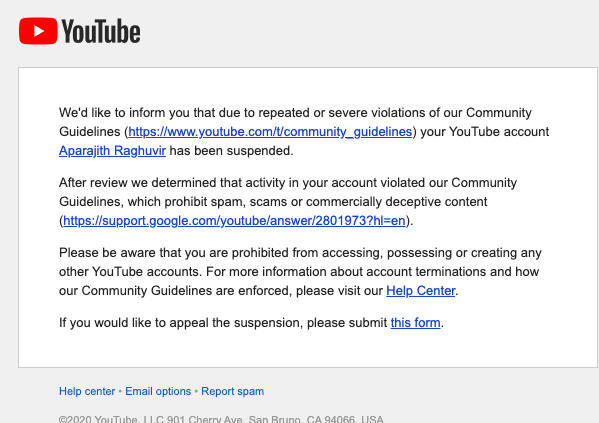 YouTube
We'd like to inform you that due to repeated or severe violations of our Community
Guidelines (https://www.youtube.com/t/community_guidelines) your YouTube account
Aparajith Raghuvir has been suspended.
After review we determined that activity in your account violated our Community
Guidelines, which prohibit spam, scams or commercially deceptive content
(https://support.google.com/youtube/answer/2801973?hl=en).
Please be aware that you are prohibited from accessing, possessing or creating any
other YouTube accounts. For more information about account terminations and how
our Community Guidelines are enforced, please visit our Help Center.
If you would like to appeal the suspension, please submit this form.
Help center • Email options • Report spam
©2020 YouTube, LLC 901 Cherry Ave, San Bruno, CA 94066, USA